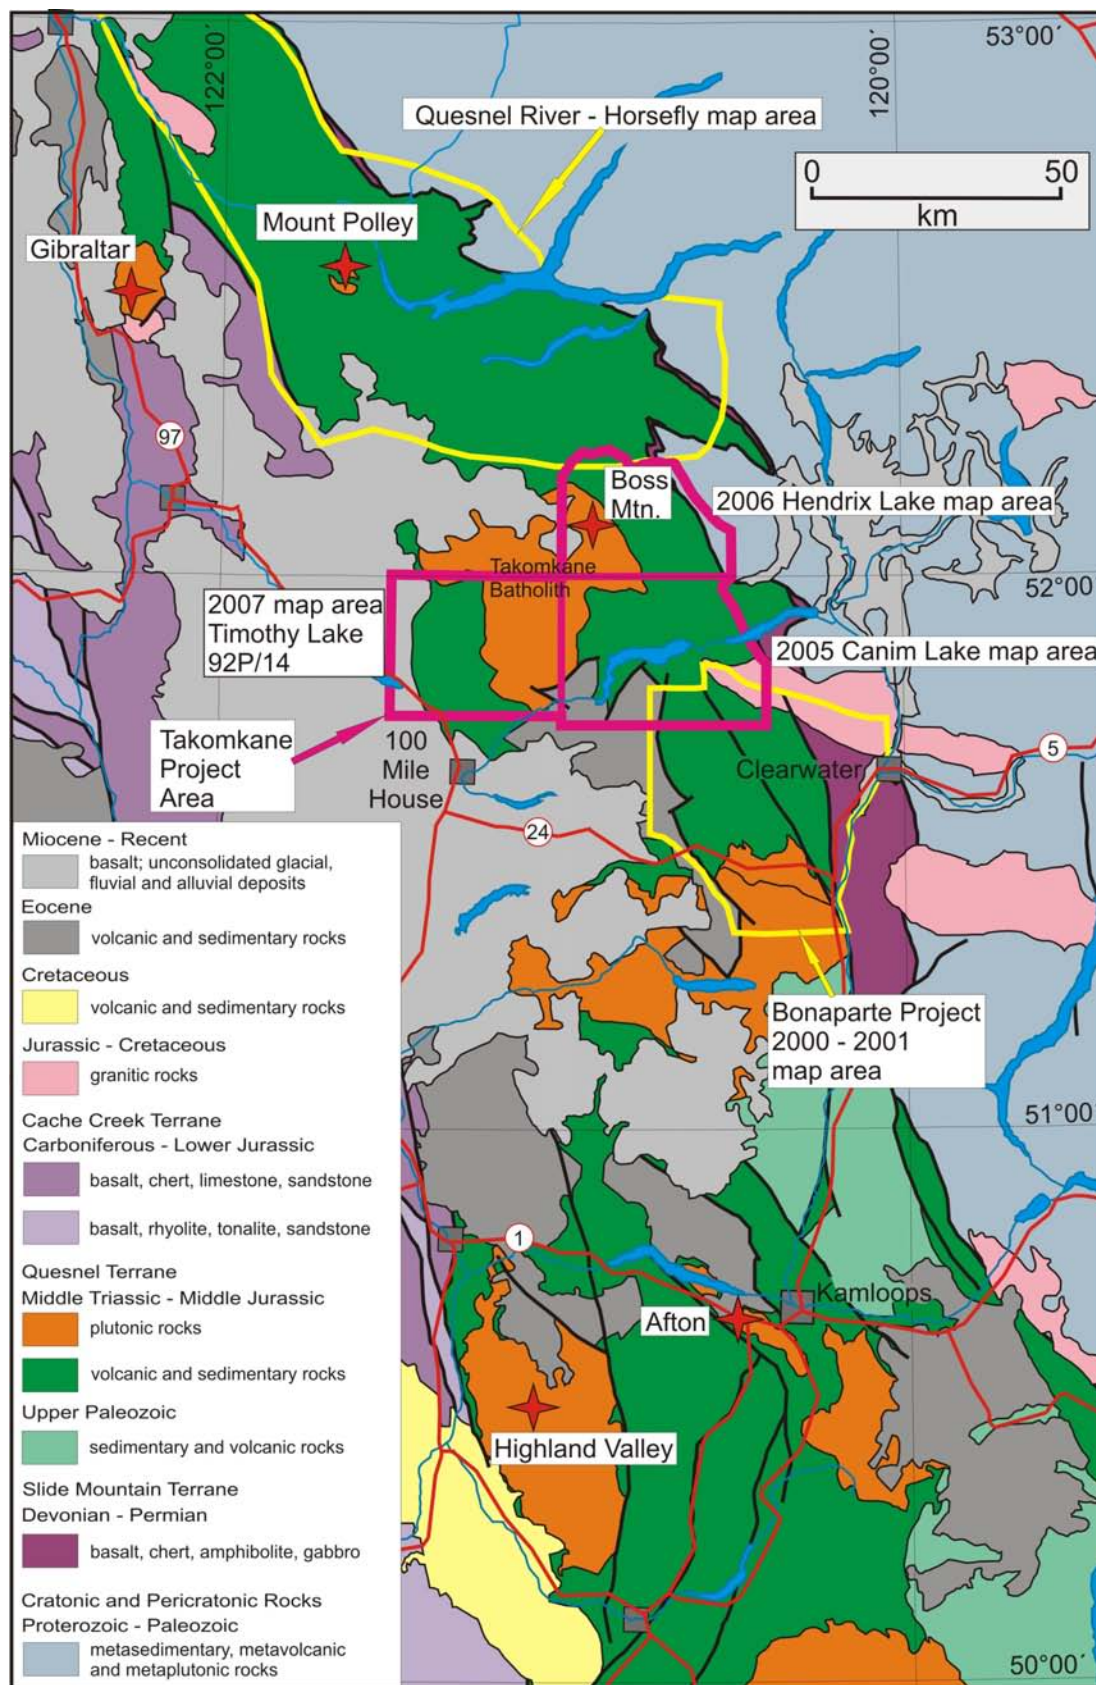 122°00´
120°00´
53°00´
Quesnel River - Horsefly map area
0
50
km
Mount Polley
Gibraltar
97
Boss
Mtn.
2006 Hendrix Lake map area
Takomkane
Batholith
52°00´
2007 map area
Timothy Lake
92P/14
2005 Canim Lake map area
Takomkane
Project
Area
100
Mile
House
Clearwater
5
24
Bonaparte Project
2000 - 2001
map area
51°00´
1
Kamloops
Afton
Highland Valley
50°00´
Miocene - Recent
basalt; unconsolidated glacial,
fluvial and alluvial deposits
Eocene
volcanic and sedimentary rocks
Cretaceous
volcanic and sedimentary rocks
Jurassic - Cretaceous
granitic rocks
Cache Creek Terrane
Carboniferous - Lower Jurassic
basalt, chert, limestone, sandstone
basalt, rhyolite, tonalite, sandstone
Quesnel Terrane
Middle Triassic - Middle Jurassic
plutonic rocks
volcanic and sedimentary rocks
Upper Paleozoic
sedimentary and volcanic rocks
Slide Mountain Terrane
Devonian - Permian
basalt, chert, amphibolite, gabbro
Cratonic and Pericratonic Rocks
Proterozoic - Paleozoic
metasedimentary, metavolcanic
and metaplutonic rocks